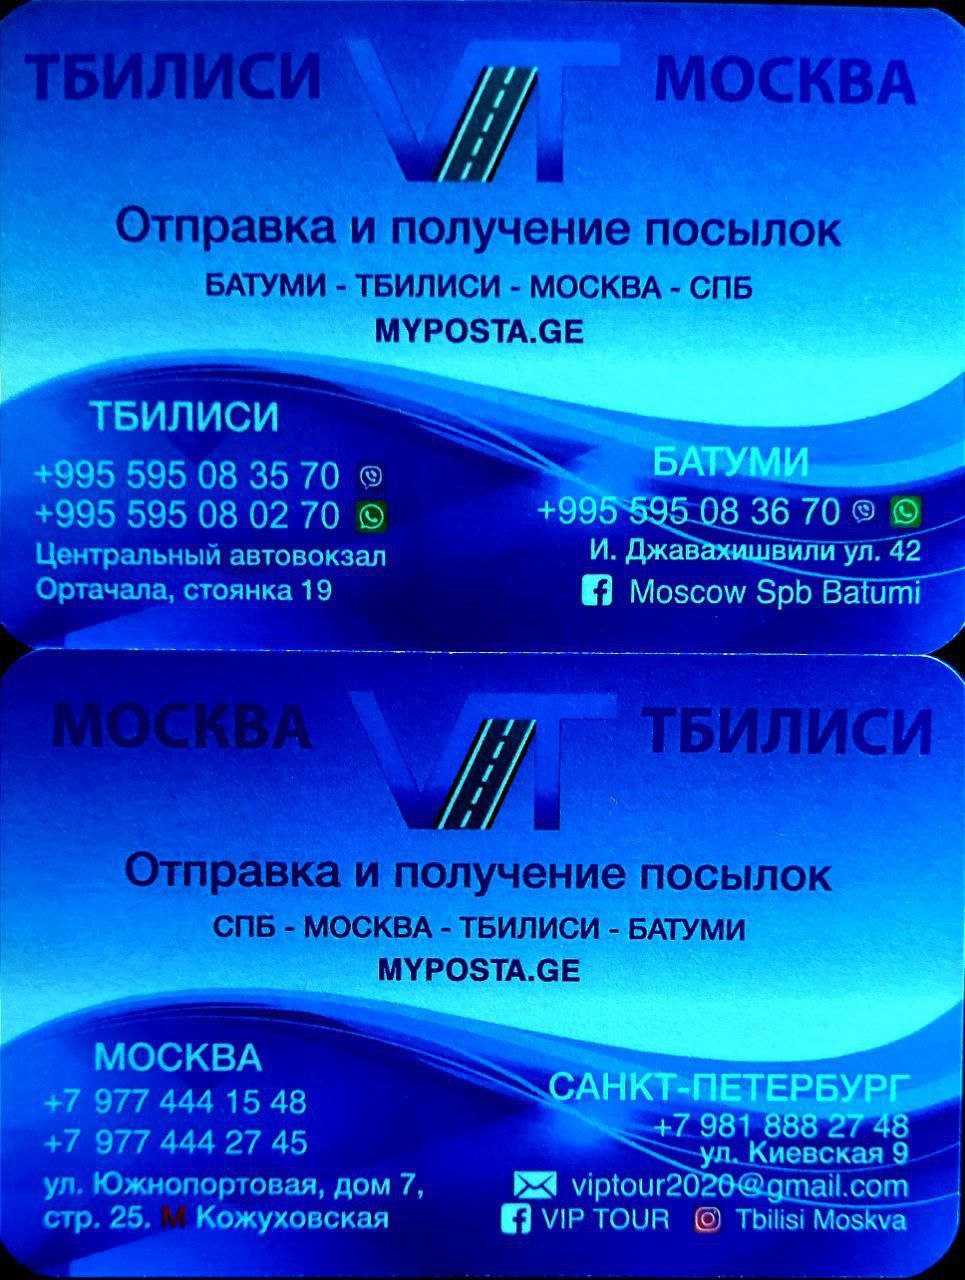 ТБИЛИСИ VT МОСКВА
Отправка и получение посылок
БАТУМИ - ТБИЛИСИ - МОСКВА - СПБ
MYPOSTA.GE
ТБИЛИСИ
+995 595 08 35 70
+995 595 08 02 70
Центральный автовокзал
Ортачала, стоянка 19
БАТУМИ
+995 595 08 36 70
И. Джавахишвили ул. 42
Moscow Spb Batumi
МОСКВА VT ТБИЛИСИ
Отправка и получение посылок
СПБ - МОСКВА - ТБИЛИСИ - БАТУМИ
MYPOSTA.GE
МОСКВА
+7 977 444 15 48
+7 977 444 27 45
ул. Южнопортовая, дом 7,
стр. 25. М Кожуховская
САНКТ-ПЕТЕРБУРГ
+7 981 888 27 48
ул. Киевская 9
viptour2020@gmail.com
VIP TOUR Tbilisi Moskva